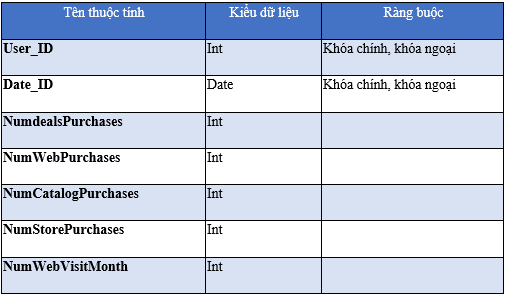 Tên thuộc tính Kiểu dữ liệu Ràng buộc
User_ID Int Khóa chính, khóa ngoại
Date_ID Date Khóa chính, khóa ngoại
NumdealsPurchases Int
NumWebPurchases Int
NumCatalogPurchases Int
NumStorePurchases Int
NumWebVisitMonth Int